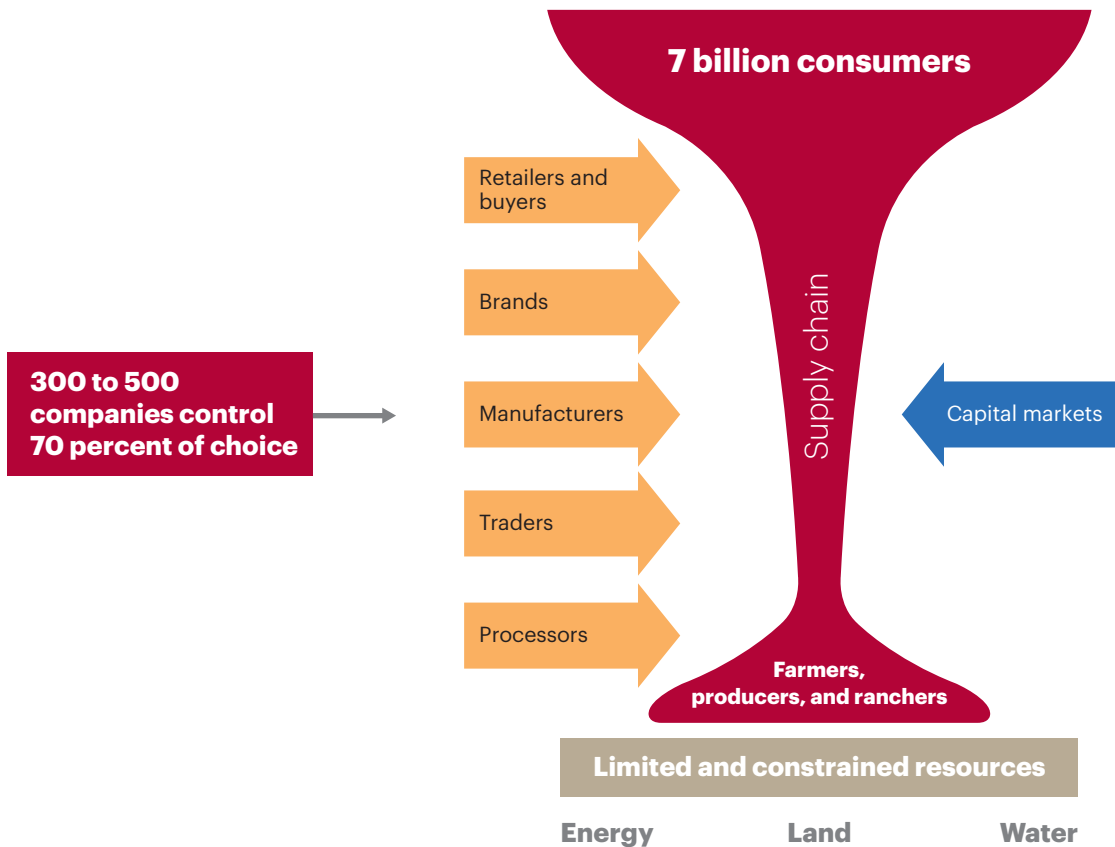 7 billion consumers
Retailers and
buyers
Brands
300 to 500
companies control
70 percent of choice
Manufacturers
Supply chain
Capital markets
Traders
Processors
Farmers,
producers, and ranchers
Limited and constrained resources
Energy
Land
Water